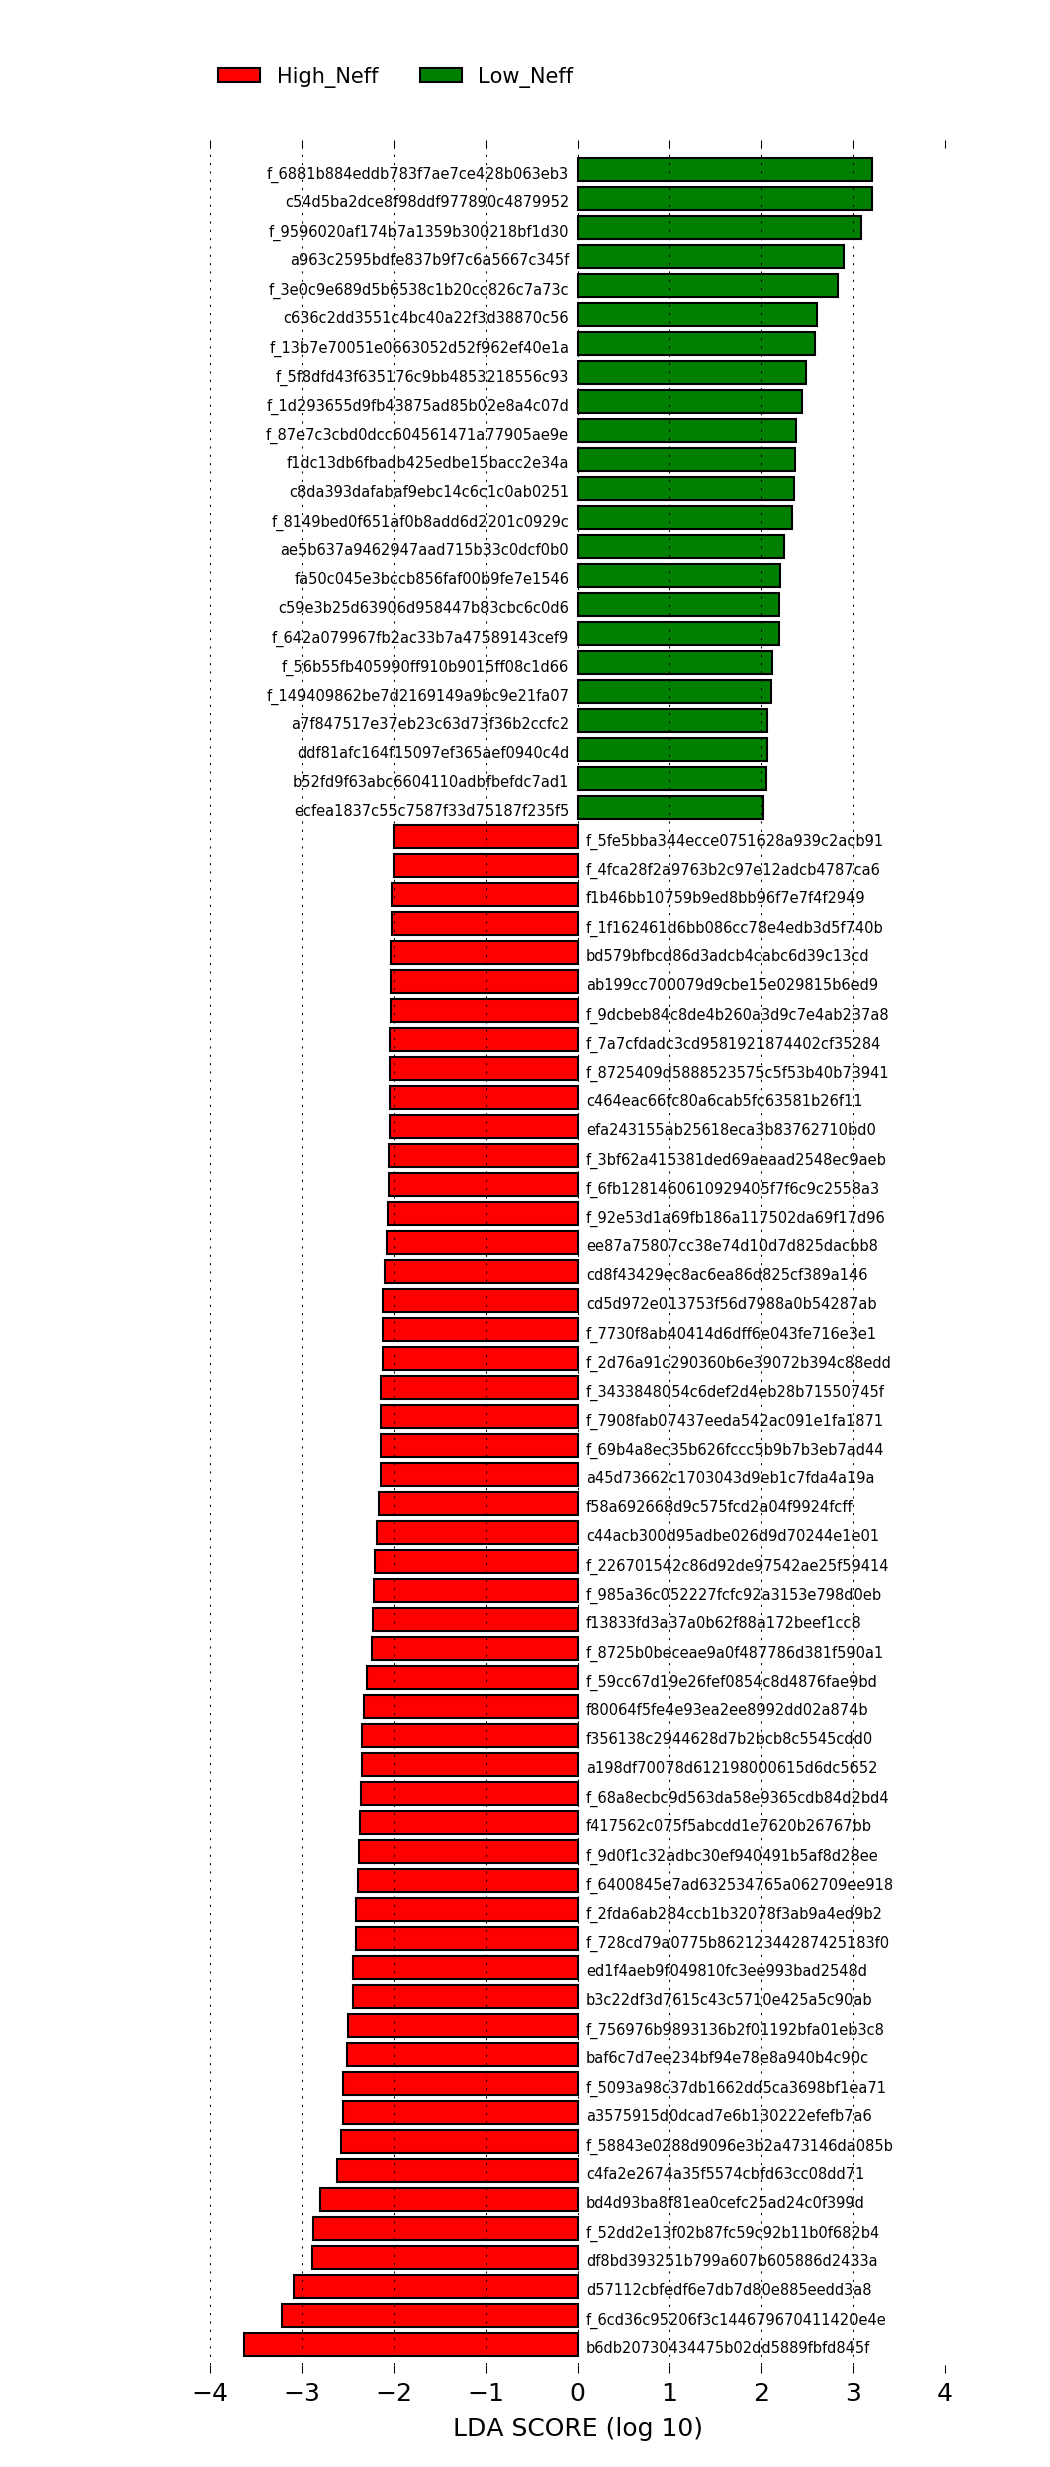 High_Neff Low_Neff
f_6881b884eddb783f7ae7ce428b063eb3
c54d5ba2dce8f98ddf977890c4879952
f_9596020af174b7a1359b300218bf1d30
a963c2595bdfe837b9f7c6a5667c345f
f_3e0c9e689d5b6538c1b20cc826c7a73c
c636c2dd3551c4bc40a22f3d38870c56
f_13b7e70051e0663052d52f962ef40e1a
f_5f8dfd43f635176c9bb4853218556c93
f_1d293655d9fb43875ad85b02e8a4c07d
f_87e7c3cbd0dcc604561471a77905ae9e
f1dc13db6fbadb425edbe15bacc2e34a
c8da393dafabaf9ebc14c6c1c0ab0251
f_8149bed0f651af0b8add6d2201c0929c
ae5b637a9462947aad715b33c0dcf0b0
fa50c045e3bccb856faf00b9fe7e1546
c59e3b25d63906d958447b83cbc6c0d6
f_642a079967fb2ac33b7a47589143cef9
f_56b55fb405990ff910b9015ff08c1d66
f_149409862be7d2169149a9bc9e21fa07
a7f847517e37eb23c63d73f36b2ccfc2
ddf81afc164f15097ef365aef0940c4d
b52fd9f63abc6604110adbfbefdc7ad1
ecfea1837c55c7587f33d75187f235f5
f_5fe5bba344ecce0751628a939c2acb91
f_4fca28f2a9763b2c97e12adcb4787ca6
f1b46bb10759b9ed8bb96f7e7f4f2949
f_1f162461d6bb086cc78e4edb3d5f740b
bd579bfbcd86d3adcb4cabc6d39c13cd
ab199cc700079d9cbe15e029815b6ed9
f_9dcbeb84c8de4b260a3d9c7e4ab237a8
f_7a7cfdadc3cd9581921874402cf35284
f_8725409d5888523575c5f53b40b73941
c464eac66fc80a6cab5fc63581b26f11
efa243155ab25618eca3b83762710bd0
f_3bf62a415381ded69aeaad2548ec9aeb
f_6fb1281460610929405f7f6c9c2558a3
f_92e53d1a69fb186a117502da69f17d96
ee87a75807cc38e74d10d7d825dacbb8
cd8f43429ec8ac6ea86d825cf389a146
cd5d972e013753f56d7988a0b54287ab
f_7730f8ab40414d6dff6e043fe716e3e1
f_2d76a91c290360b6e39072b394c88edd
f_3433848054c6def2d4eb28b71550745f
f_7908fab07437eeda542ac091e1fa1871
f_69b4a8ec35b626fccc5b9b7b3eb7ad44
a45d73662c1703043d9eb1c7fda4a19a
f58a692668d9c575fcd2a04f9924fcff
c44acb300d95adbe026d9d70244e1e01
f_226701542c86d92de97542ae25f59414
f_985a36c052227fcfc92a3153e798d0eb
f13833fd3a37a0b62f88a172beef1cc8
f_8725b0beceae9a0f487786d381f590a1
f_59cc67d19e26fef0854c8d4876fae9bd
f80064f5fe4e93ea2ee8992dd02a874b
f356138c2944628d7b2bcb8c5545cdd0
a198df70078d612198000615d6dc5652
f_68a8ecbc9d563da58e9365cdb84d2bd4
f417562c075f5abcdd1e7620b26767bb
f_9d0f1c32adbc30ef940491b5af8d28ee
f_6400845e7ad632534765a062709ee918
f_2fda6ab284ccb1b32078f3ab9a4ed9b2
f_728cd79a0775b86212344287425183f0
ed1f4aeb9f049810fc3ee993bad2548d
b3c22df3d7615c43c5710e425a5c90ab
f_756976b9893136b2f01192bfa01eb3c8
baf6c7d7ee234bf94e78e8a940b4c90c
f_5093a98c37db1662dd5ca3698bf1ea71
a3575915d0dcad7e6b130222efefb7a6
f_58843e0288d9096e3b2a473146da085b
c4fa2e2674a35f5574cbfd63cc08dd71
bd4d93ba8f81ea0cefc25ad24c0f399d
f_52dd2e13f02b87fc59c92b11b0f682b4
df8bd393251b799a607b605886d2433a
d57112cbfedf6e7db7d80e885eedd3a8
f_6cd36c95206f3c144679670411420e4e
b6db20730434475b02dd5889fbfd845f
−4 −3 −2 −1 0 1 2 3 4
LDA SCORE (log 10)